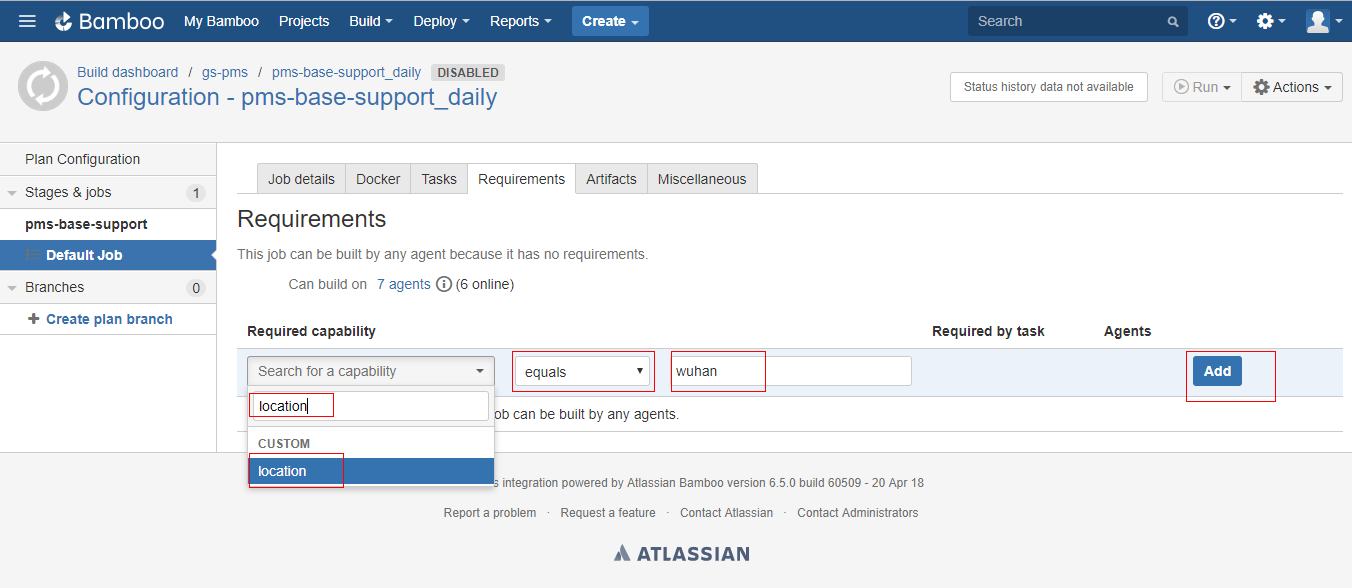 Bamboo My Bamboo Projects Build Deploy Reports Create Search
Build dashboard / gs-pms / pms-base-support_daily DISABLED
Configuration - pms-base-support_daily
Status history data not available Run Actions
Plan Configuration
Stages & jobs 1
pms-base-support
Default Job
Branches 0
Create plan branch
Job details Docker Tasks Requirements Artifacts Miscellaneous
Requirements
This job can be built by any agent because it has no requirements.
Can build on 7 agents (6 online)
Required capability Required by task Agents
Search for a capability equals wuhan Add
location
ob can be built by any agents.
CUSTOM
location
s integration powered by Atlassian Bamboo version 6.5.0 build 60509 - 20 Apr 18
Report a problem · Request a feature · Contact Atlassian · Contact Administrators
ATLASSIAN